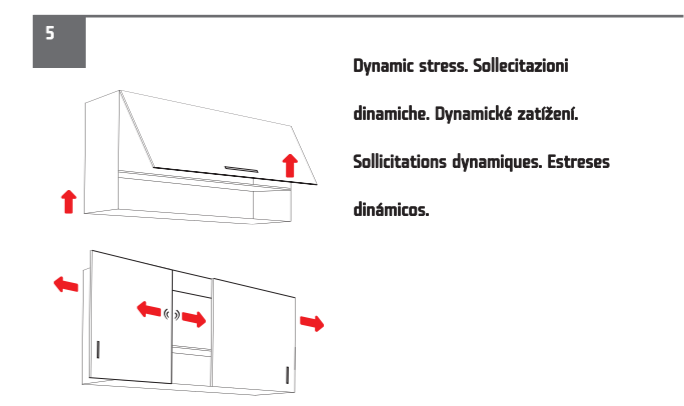 5
Dynamic stress. Sollecitazioni
dinamiche. Dynamické zatížení.
Sollicitations dynamiques. Estreses
dinámicos.